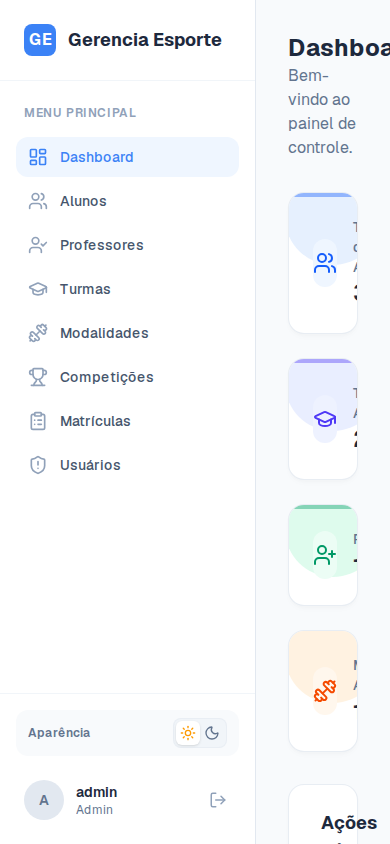 GE Gerencia Esporte
MENU PRINCIPAL
Dashboard
Alunos
Professores
Turmas
Modalidades
Competições
Matrículas
Usuários
Aparência
A
admin
Admin
Bem-
vindo ao
painel de
controle.
Ações